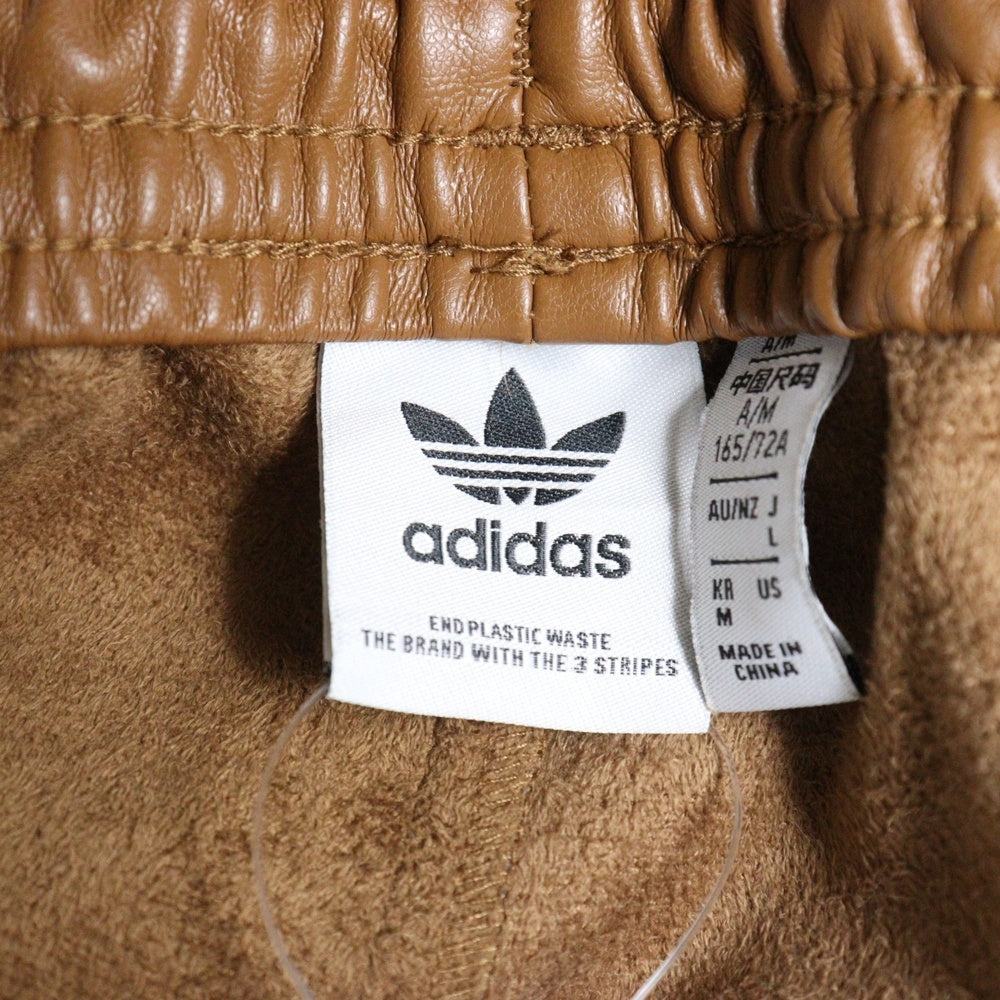 adidas
END PLASTIC WASTE
THE BRAND WITH THE 3 STRIPES
A/M
中国尺码
A/M
165/72A
AU/NZ J
L
KR US
M
MADE IN
CHINA